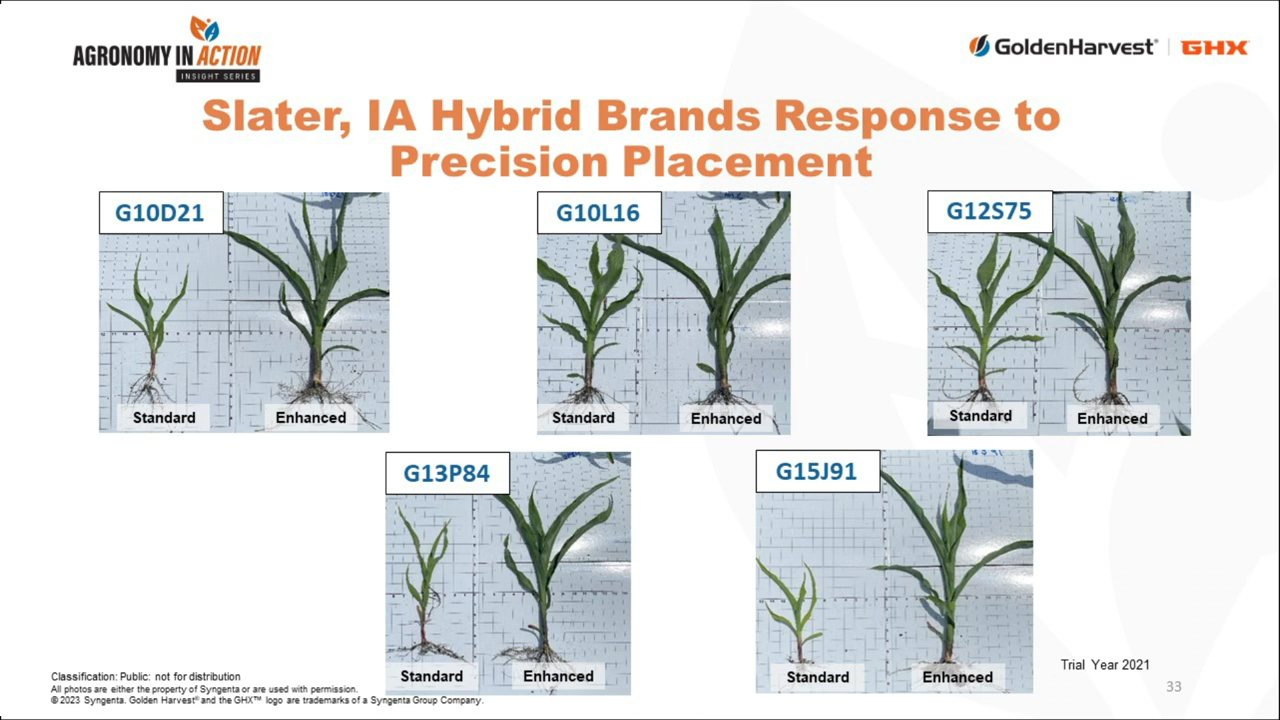 AGRONOMY IN ACTION
INSIGHT SERIES
GoldenHarvest® | GHX
Slater, IA Hybrid Brands Response to
Precision Placement
G10D21
Standard
Enhanced
G10L16
Standard
Enhanced
G12S75
Standard
Enhanced
G13P84
Standard
Enhanced
G15J91
Standard
Enhanced
Trial Year 2021
Classification: Public: not for distribution
All photos are either the property of Syngenta or are used with permission.
© 2023 Syngenta. Golden Harvest® and the GHX™ logo are trademarks of a Syngenta Group Company.
33